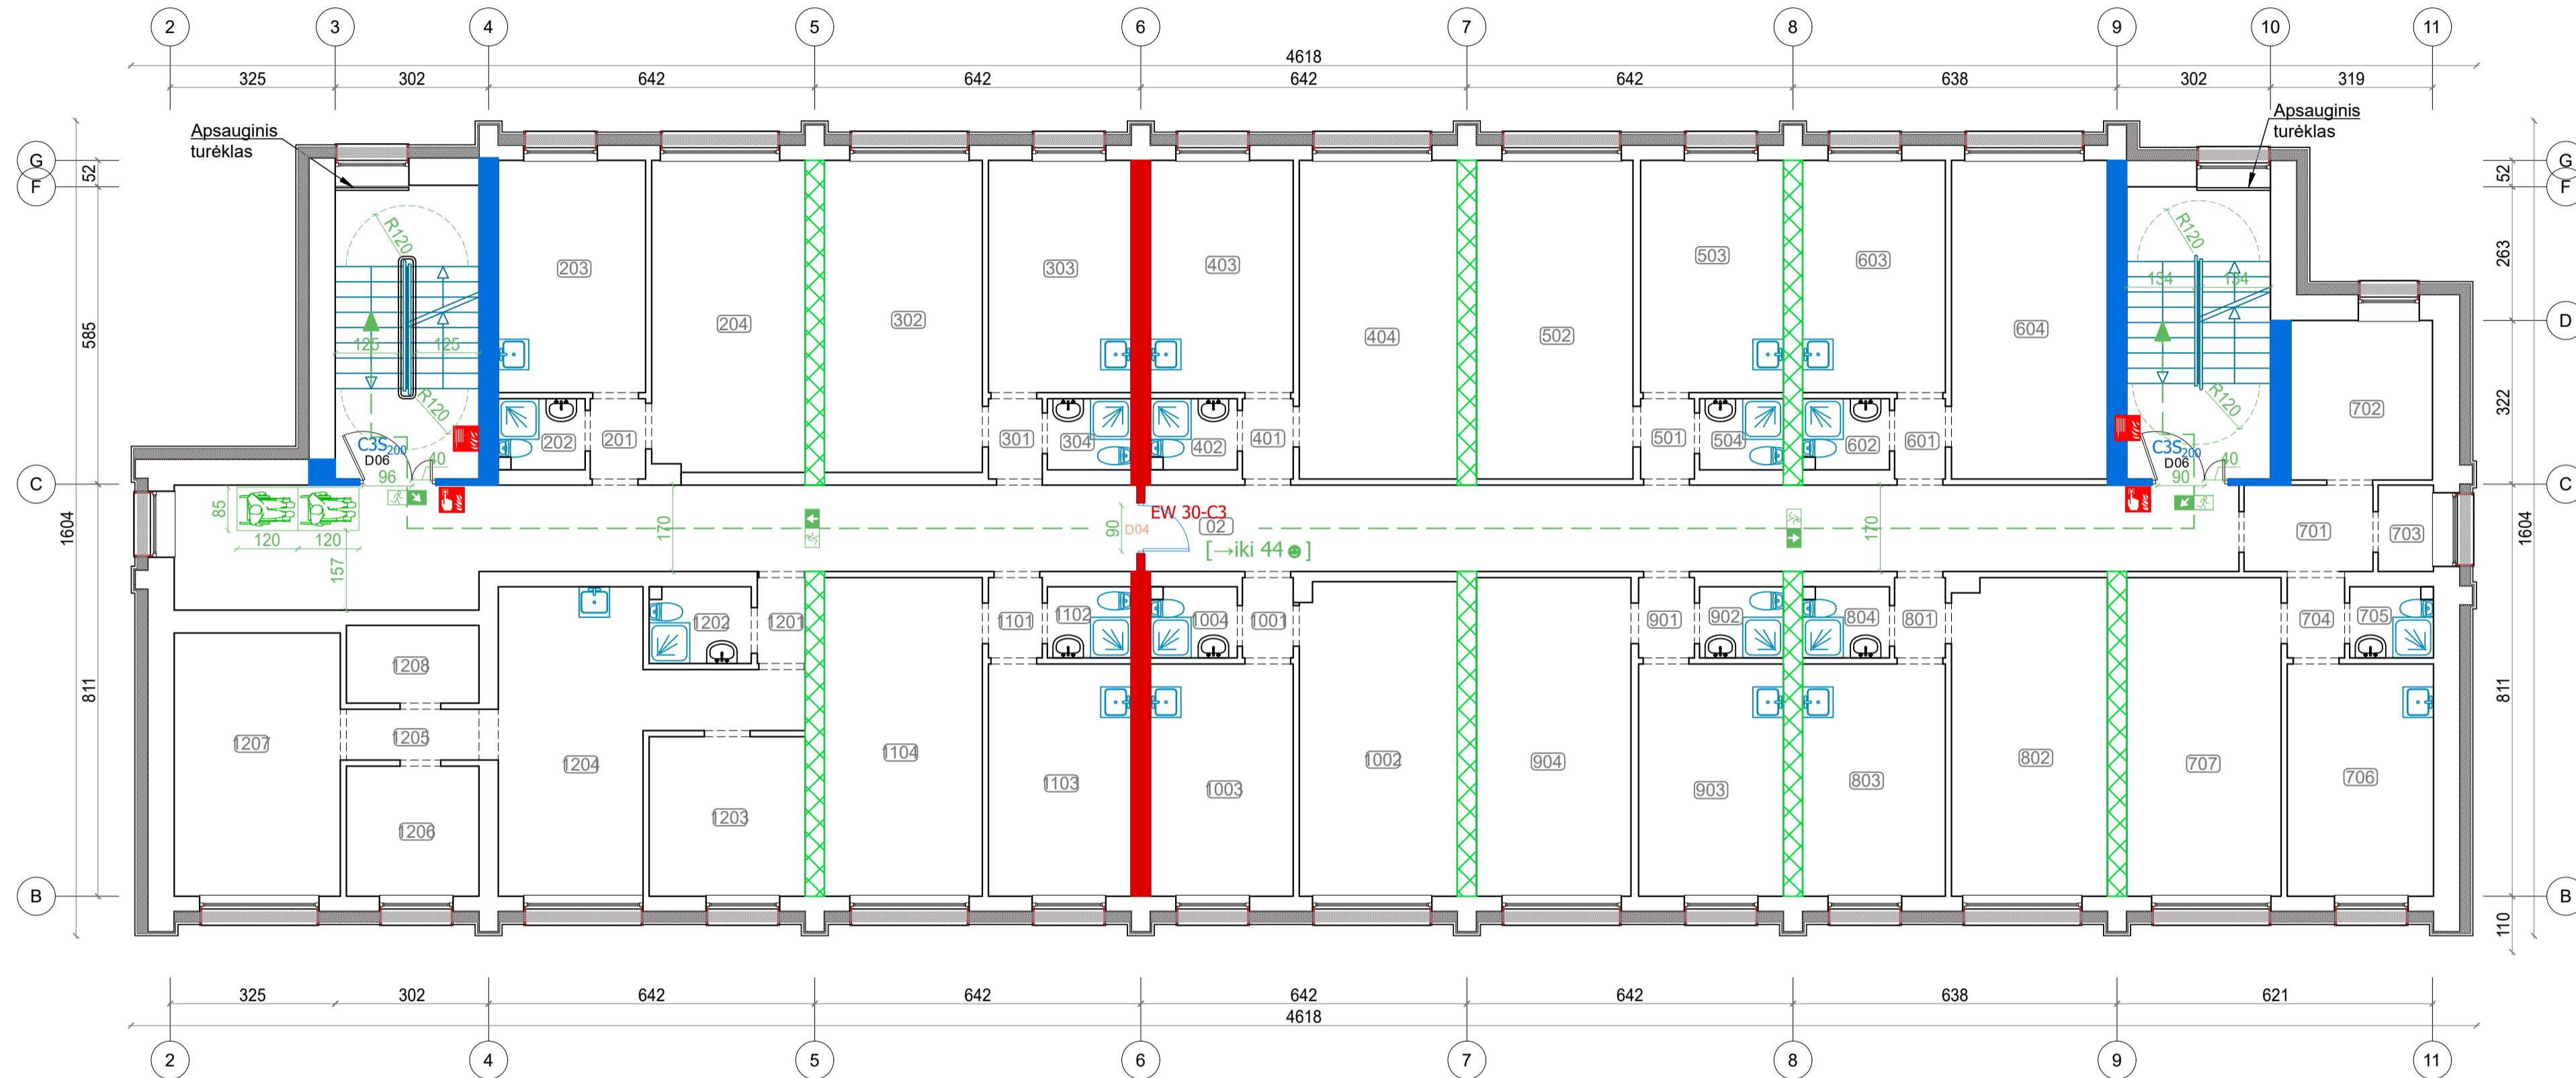 2 3 4 5 6 7 8 9 10 11
4618
325 302 642 642 642 642 638 302 319
Apsauginis
turėklas
Apsauginis
turėklas
G
F
D
C
B
G
F
C
B
52
585
1604
811
52
263
322
1604
811
110
R120
125 125
R120
C3S200
D06
96 40
R120
134 134
R120
C3S200
D06
90 40
203 204 302 303 403 404 502 503 603 604 702
202 201 301 304 402 401 501 504 602 601
85
120 120
157
170
90
D04
EW 30-C3
02
[→iki 44☻]
170
701 703
1202 1201 1101 1102 1004 1001 901 902 804 801 704 705
1208
1207 1205 1204 1104 1002 904 802 707
1206 1203 1103 1003 903 803 706
325 302 642 642 642 642 638 621
4618
2 4 5 6 7 8 9 11